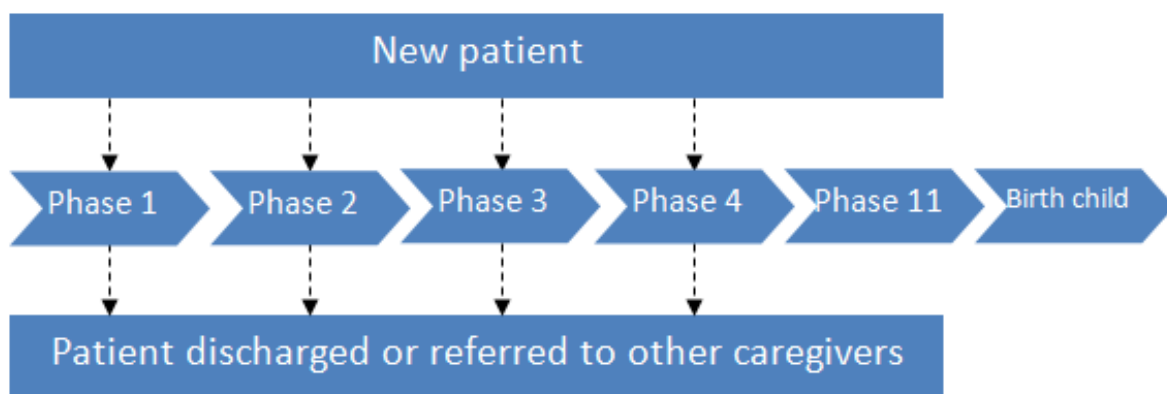 New patient
Phase 1
Phase 2
Phase 3
Phase 4
Phase 11
Birth child
Patient discharged or referred to other caregivers